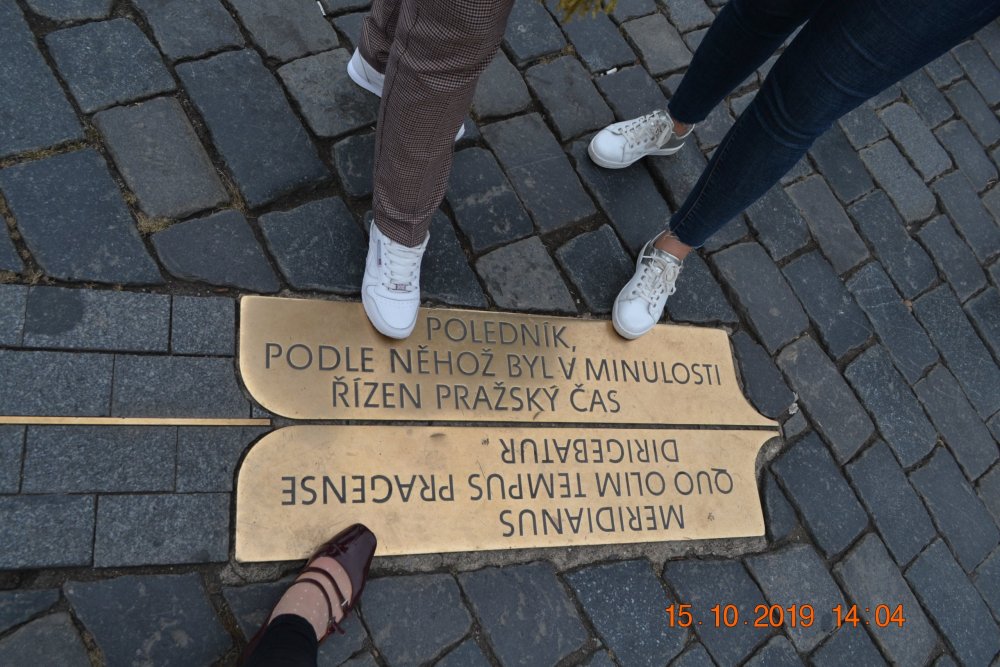 POLEDNÍK,
PODLE NĚHOŽ BYL V MINULOSTI
ŘÍZEN PRAŽSKÝ ČAS
MERIDIANUS
QUO OLIM TEMPUS PRAGENSE
DIRIGEBATUR
15.10.2019 14:04